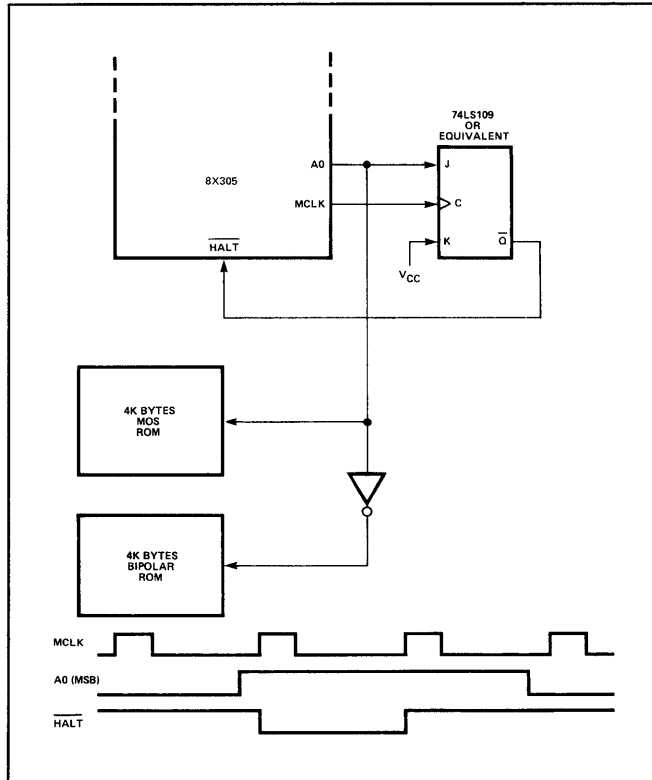 74LS109
OR
EQUIVALENT
A0
J
8X305
MCLK
C
HALT
K
Q
VCC
4K BYTES
MOS
ROM
4K BYTES
BIPOLAR
ROM
MCLK
A0 (MSB)
HALT